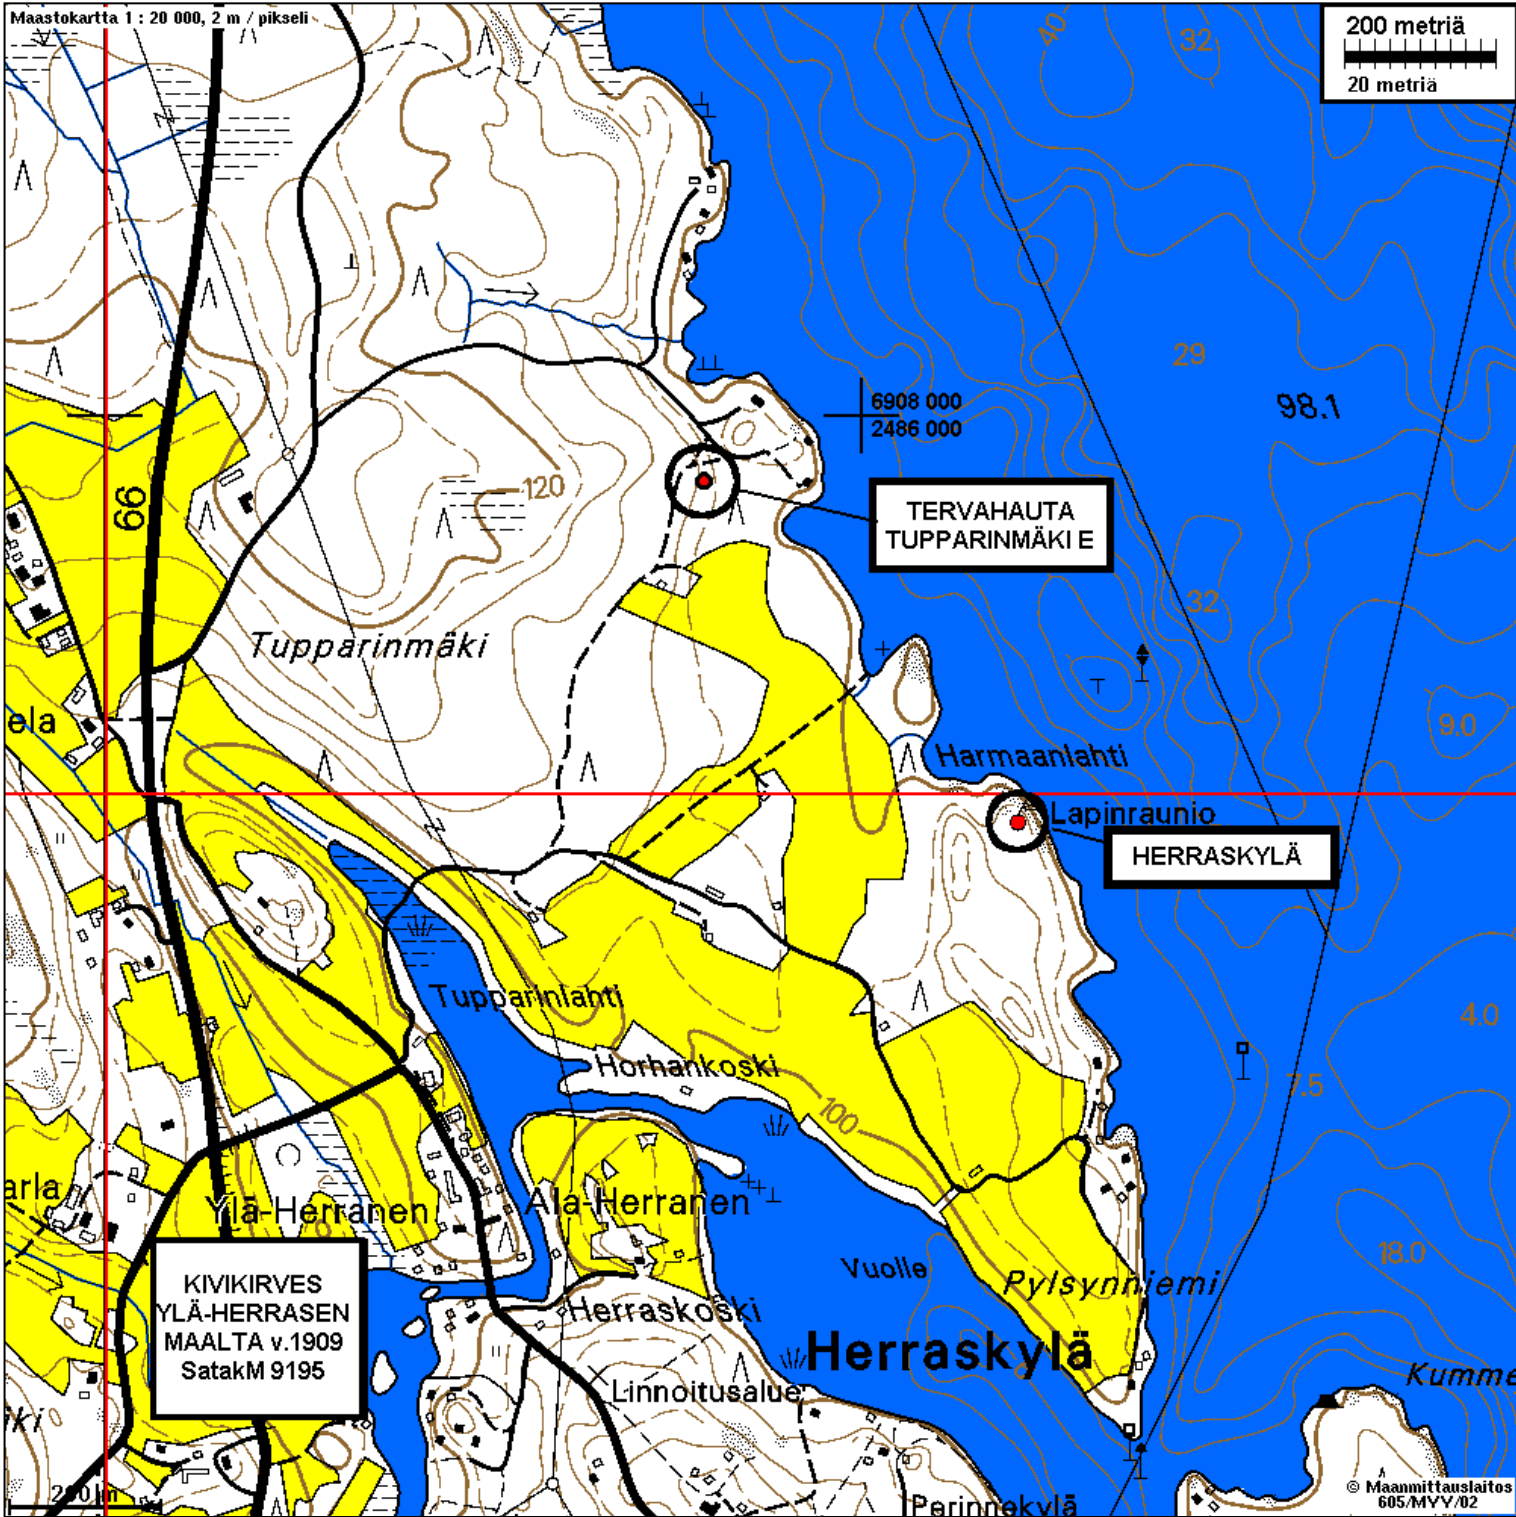 Maastokartta 1 : 20 000, 2 m / pikseli
200 metriä
20 metriä
40
32
29
98.1
6908 000
2486 000
66
120
TERVAHAUTA
TUPPARINMÄKI E
32
Tupparinmäki
ela
9.0
Harmaanlahti
Lapinraunio
HERRASKYLÄ
Tupparinlahti
4.0
Horhankoski
7.5
100
arla
Ylä-Herranen
Ala-Herranen
18.0
Vuolle
Pylsynniemi
KIVIKIRVES
YLÄ-HERRASEN
MAALTA v.1909
SatakM 9195
Herraskoski
Herraskylä
Linnoitusalue
Kumme
iki
200 m
Perinnekylä
© Maanmittauslaitos
605/MYY/02